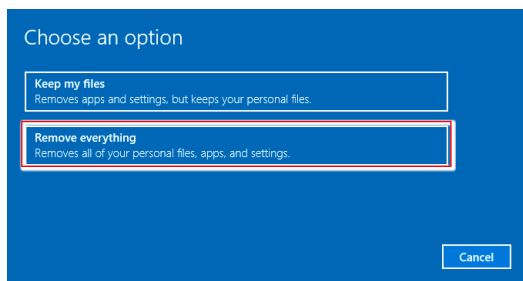 Choose an option
Keep my files
Removes apps and settings, but keeps your personal files.
Remove everything
Removes all of your personal files, apps, and settings.
Cancel